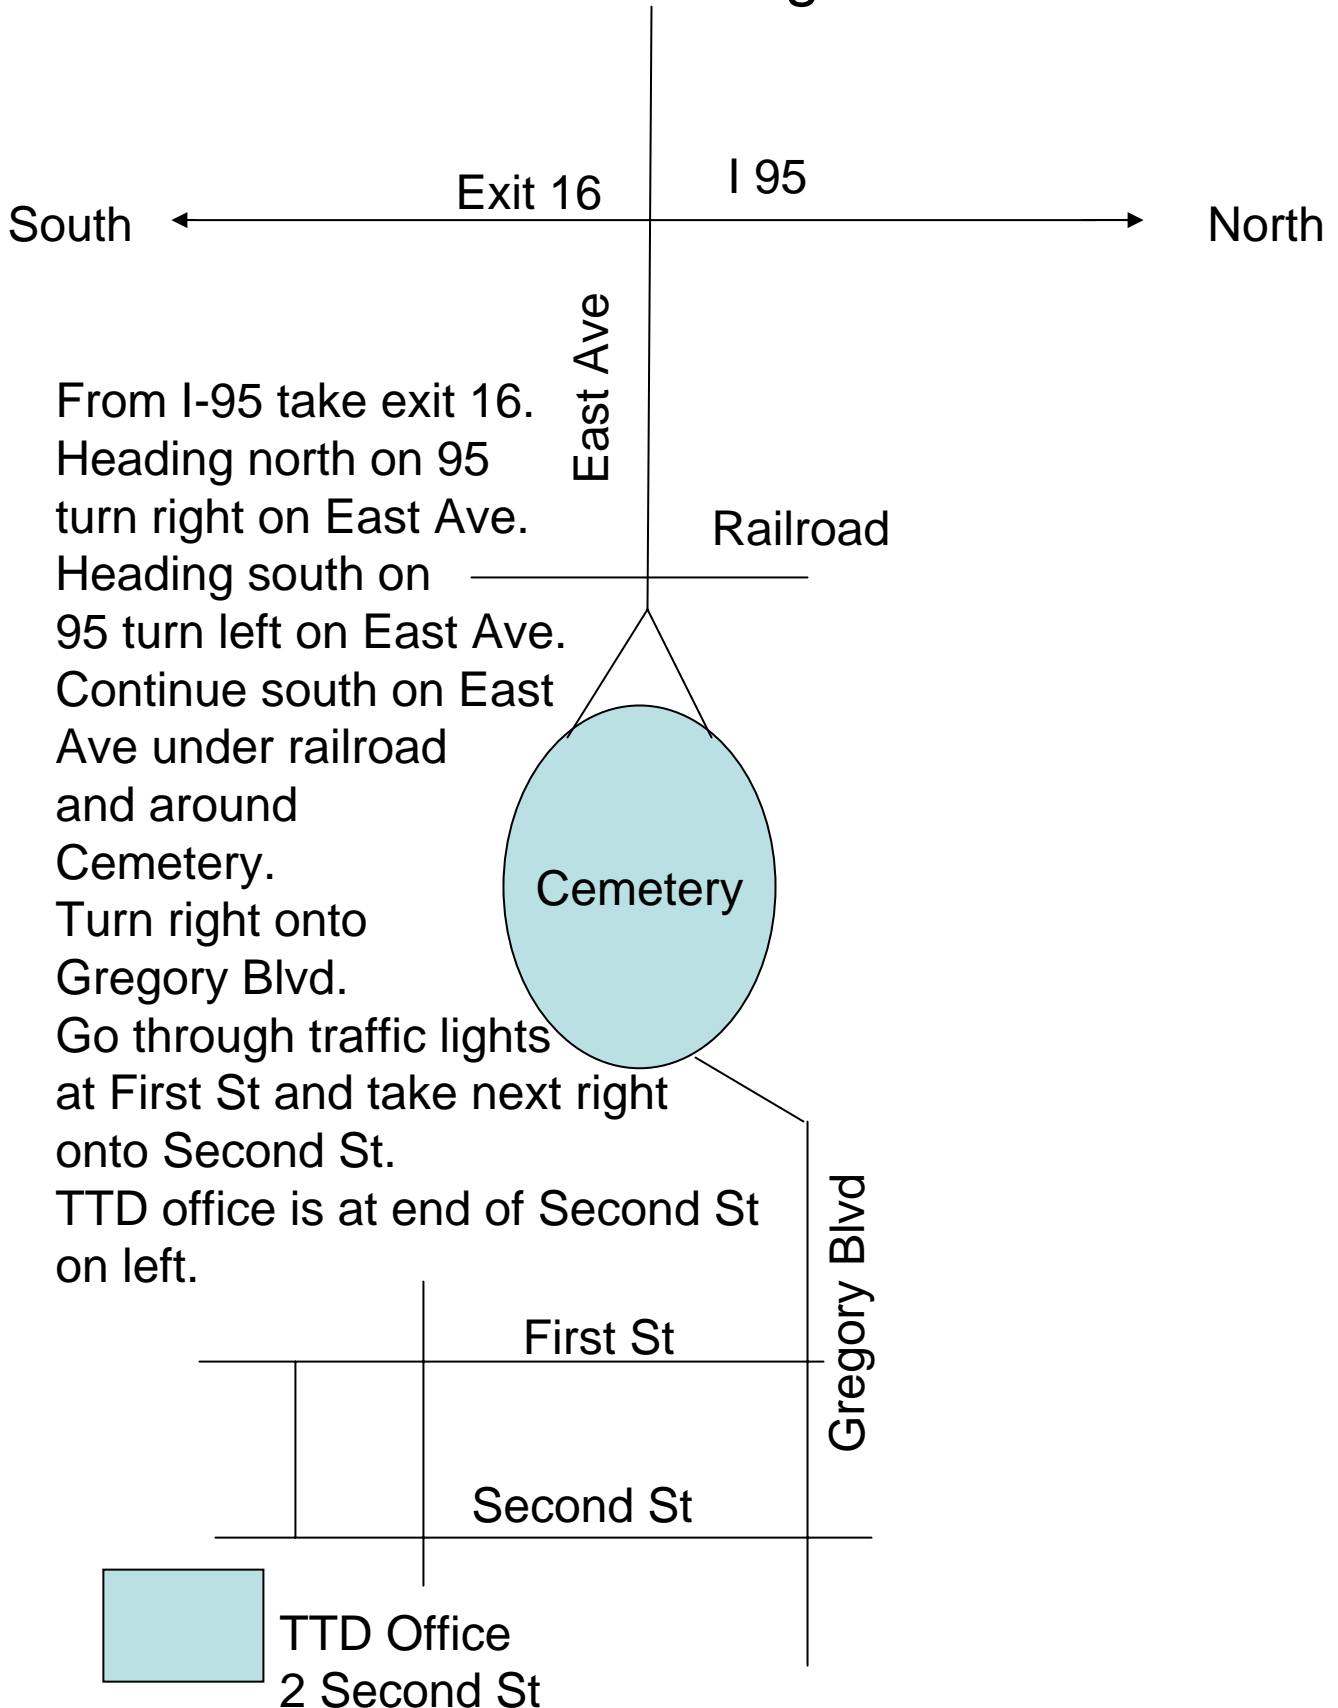 Exit 16
I 95
South
North
East Ave
From I-95 take exit 16.
Heading north on 95
turn right on East Ave.
Heading south on
95 turn left on East Ave.
Continue south on East
Ave under railroad
and around
Cemetery.
Turn right onto
Gregory Blvd.
Go through traffic lights
at First St and take next right
onto Second St.
TTD office is at end of Second St
on left.
Railroad
Cemetery
Gregory Blvd
First St
Second St
TTD Office
2 Second St